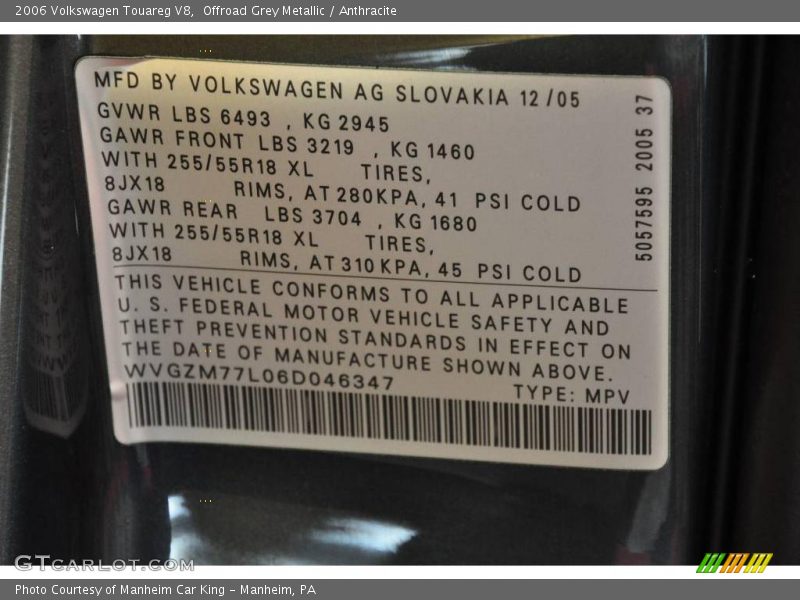 2006 Volkswagen Touareg V8, Offroad Grey Metallic / Anthracite
MFD BY VOLKSWAGEN AG SLOVAKIA 12/05
GVWR LBS 6493 , KG 2945
GAWR FRONT LBS 3219 , KG 1460
WITH 255/55R18 XL TIRES,
8JX18 RIMS, AT 280KPA, 41 PSI COLD
GAWR REAR LBS 3704 , KG 1680
WITH 255/55R18 XL TIRES,
8JX18 RIMS, AT 310 KPA, 45 PSI COLD
THIS VEHICLE CONFORMS TO ALL APPLICABLE
U. S. FEDERAL MOTOR VEHICLE SAFETY AND
THEFT PREVENTION STANDARDS IN EFFECT ON
THE DATE OF MANUFACTURE SHOWN ABOVE.
WVGZM77L06D046347
TYPE: MPV
5057595 2005 37
GTcarlot.com
Photo Courtesy of Manheim Car King - Manheim, PA